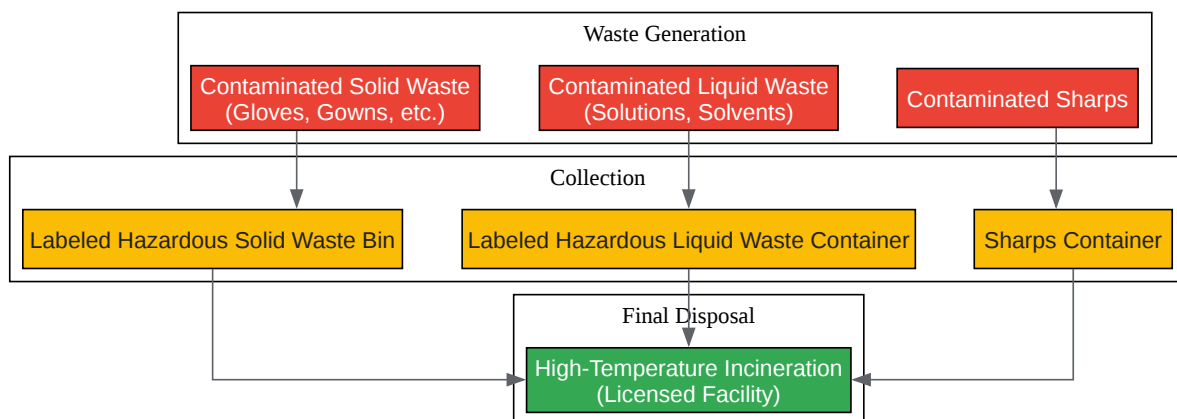 Waste Generation
Contaminated Solid Waste
(Gloves, Gowns, etc.)
Contaminated Liquid Waste
(Solutions, Solvents)
Contaminated Sharps
Collection
Labeled Hazardous Solid Waste Bin
Labeled Hazardous Liquid Waste Container
Sharps Container
Final Disposal
High-Temperature Incineration
(Licensed Facility)